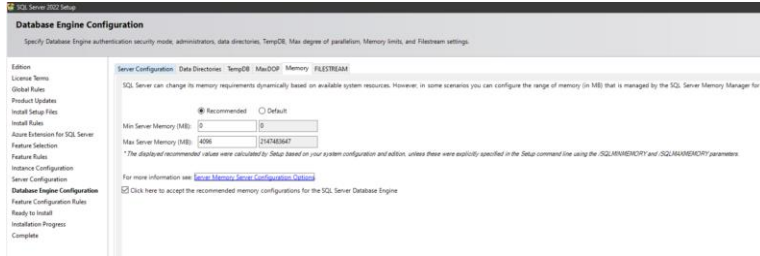 SQL Server 2022 Setup
Database Engine Configuration
Specify Database Engine authentication security mode, administrators, data directories, TempDB, Max degree of parallelism, Memory limits, and Filestream settings.
Edition
License Terms
Global Rules
Product Updates
Install Setup Files
Install Rules
Azure Extension for SQL Server
Feature Selection
Feature Rules
Instance Configuration
Server Configuration
Database Engine Configuration
Feature Configuration Rules
Ready to Install
Installation Progress
Complete
Server Configuration Data Directories TempDB MaxDOP Memory FILESTREAM
SQL Server can change its memory requirements dynamically based on available system resources. However, in some scenarios you can configure the range of memory (in MB) that is managed by the SQL Server Memory Manager for
Recommended Default
Min Server Memory (MB): 0 0
Max Server Memory (MB): 4096 2147483647
* The displayed recommended values were calculated by Setup based on your system configuration and edition, unless these were explicitly specified in the Setup command line using the /SQLMINMEMORY and /SQLMAXMEMORY parameters.
For more information see: Server Memory Server Configuration Options
Click here to accept the recommended memory configurations for the SQL Server Database Engine